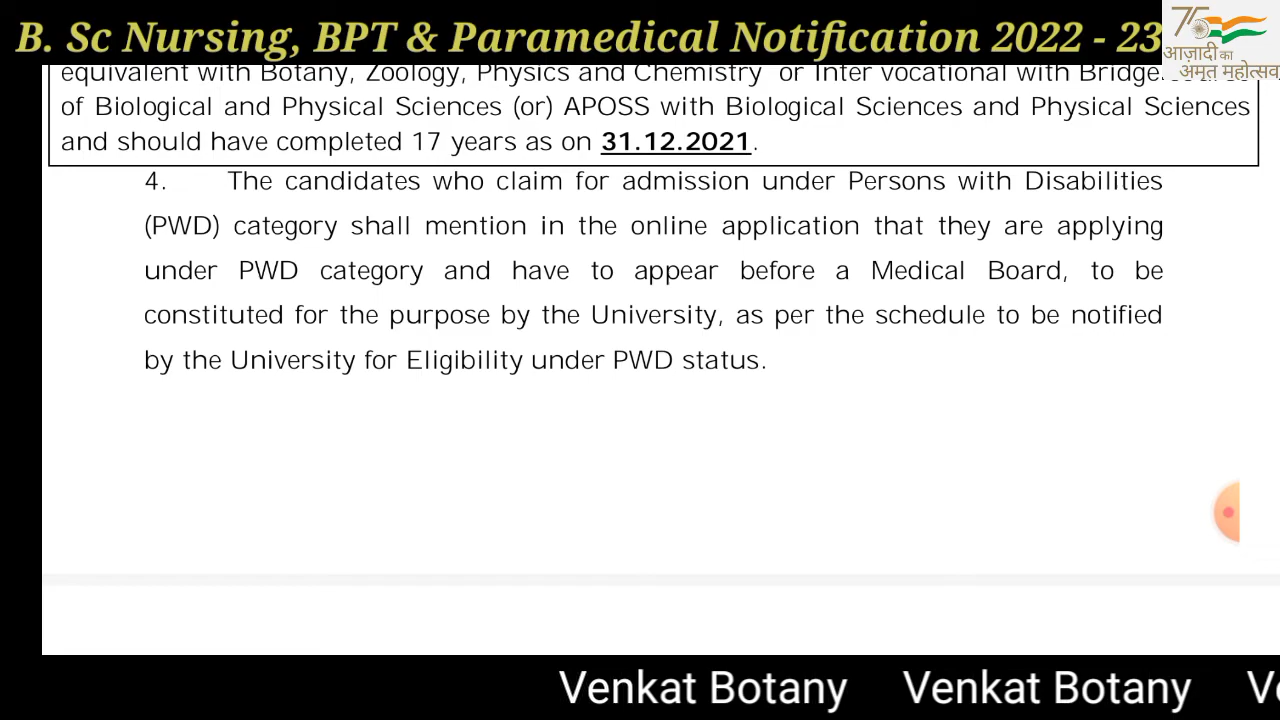 B. Sc Nursing, BPT & Paramedical Notification 2022 - 23
75
आज़ादी का
अमृत महोत्सव
equivalent with Botany, Zoology, Physics and Chemistry or Inter vocational with Bridge
of Biological and Physical Sciences (or) APOSS with Biological Sciences and Physical Sciences
and should have completed 17 years as on 31.12.2021.
4. The candidates who claim for admission under Persons with Disabilities
(PWD) category shall mention in the online application that they are applying
under PWD category and have to appear before a Medical Board, to be
constituted for the purpose by the University, as per the schedule to be notified
by the University for Eligibility under PWD status.
Venkat Botany Venkat Botany